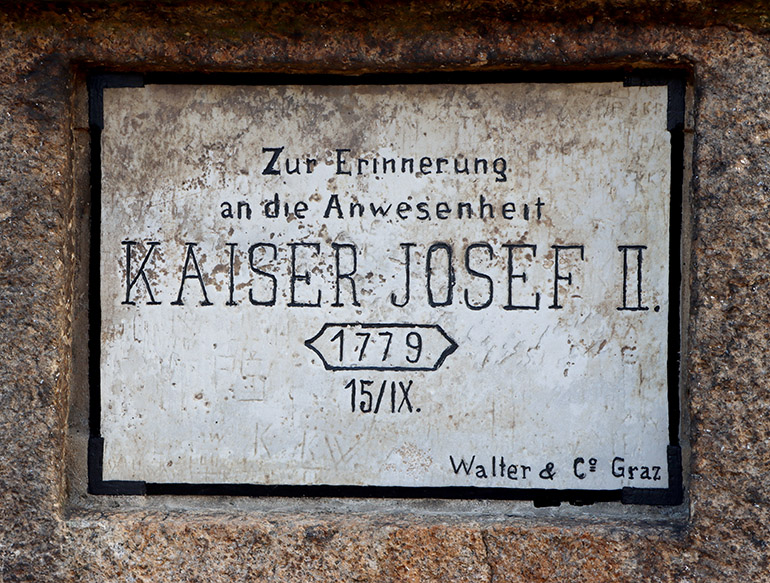 Zur Erinnerung
an die Anwesenheit
KAISER JOSEF II.
1779
15/IX.
Walter & Cº Graz